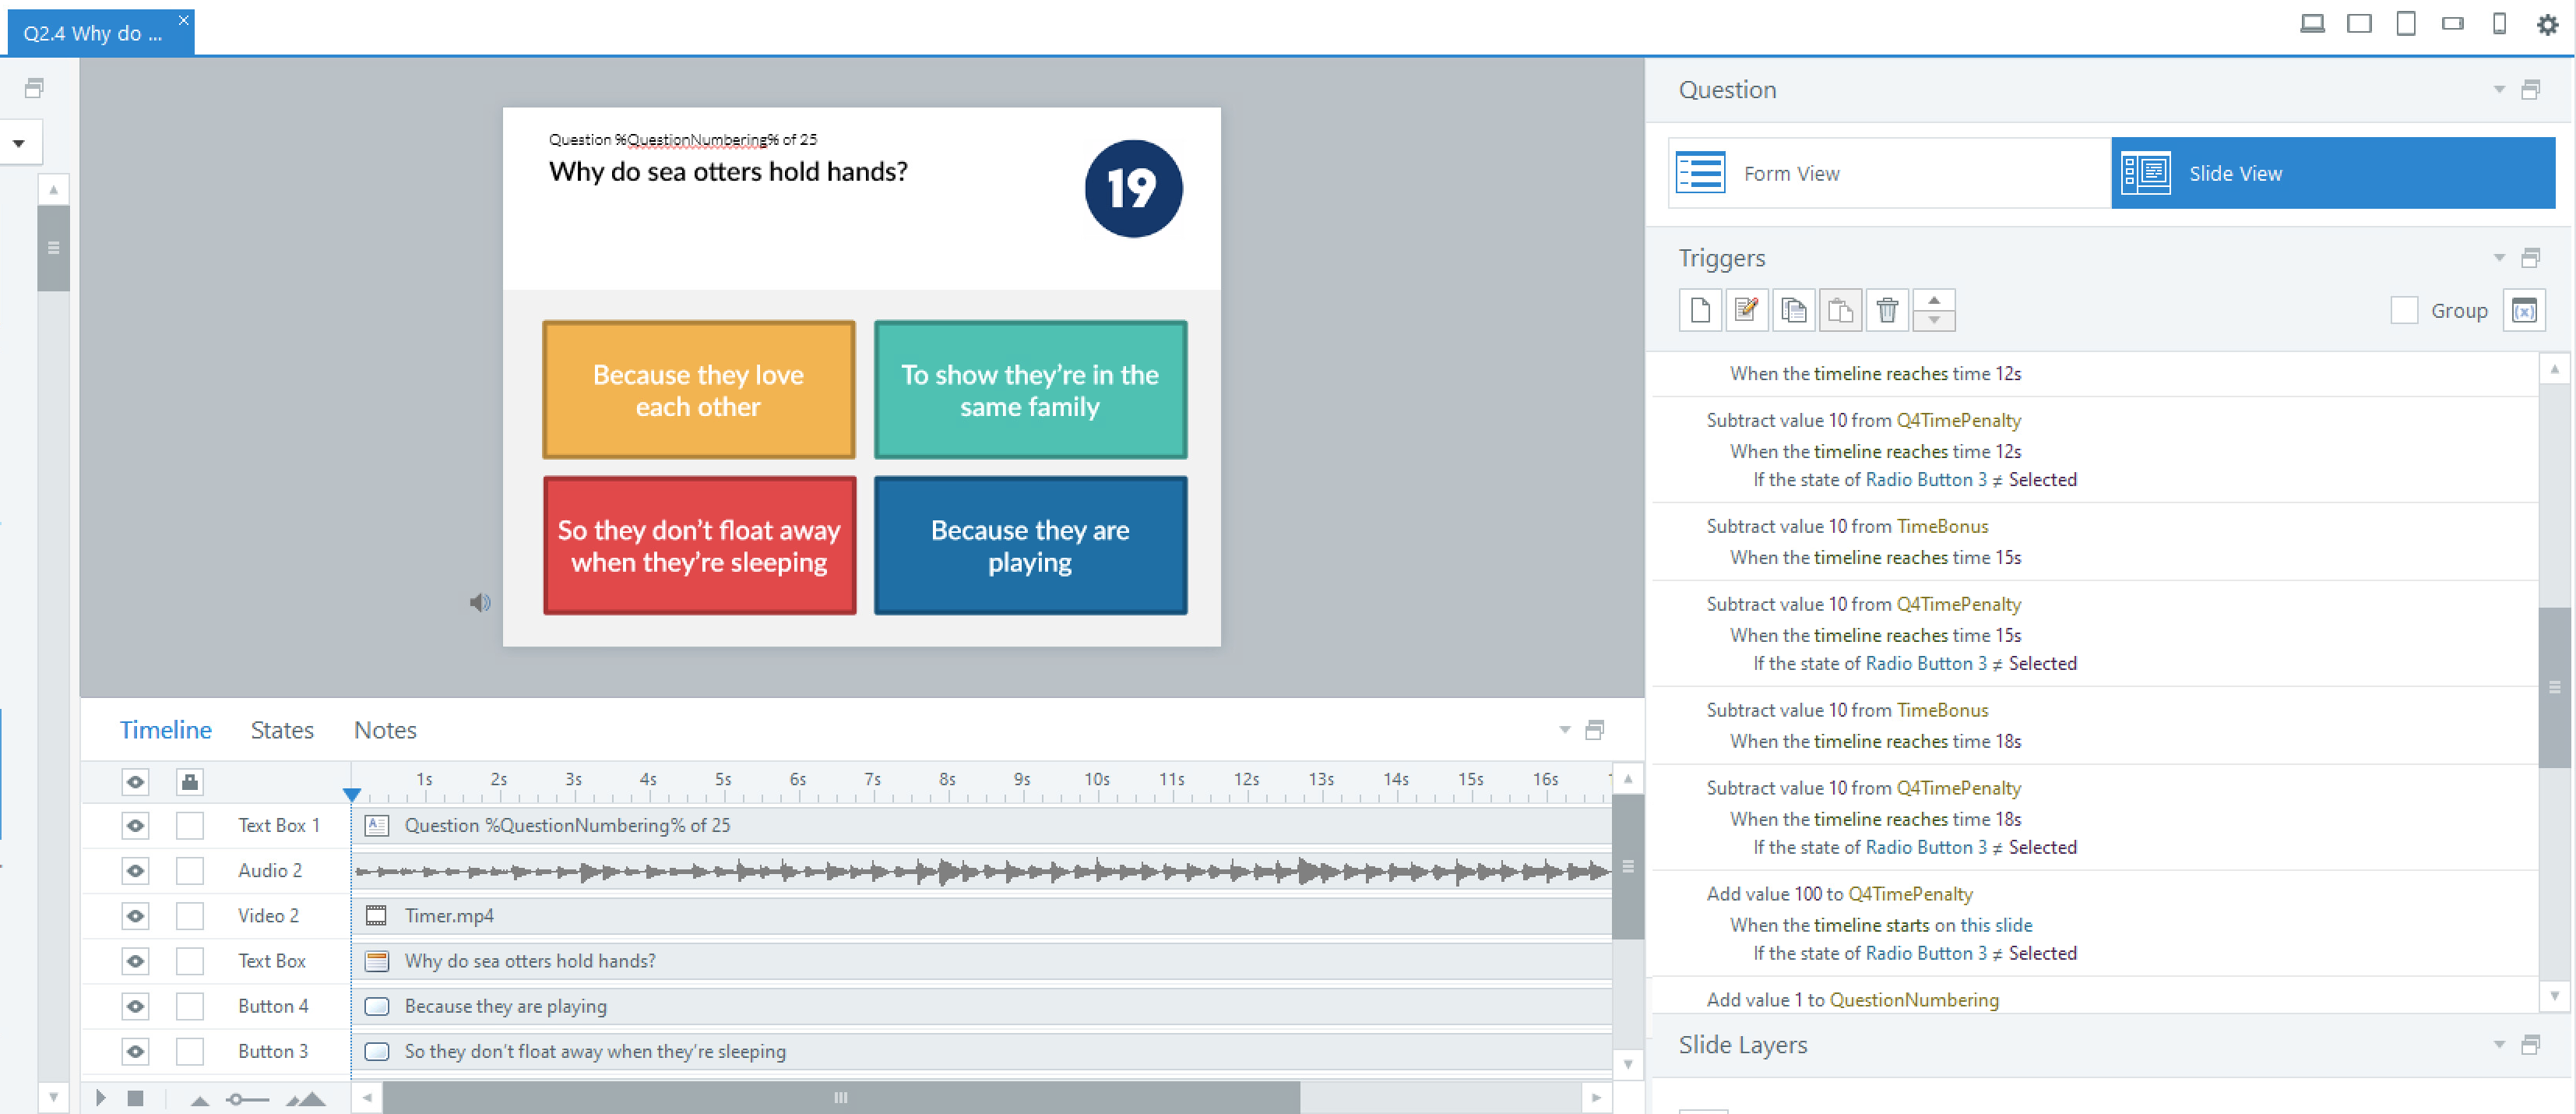 Q2.4 Why do ...
Question %QuestionNumbering% of 25
Why do sea otters hold hands?
19
Because they love
each other
To show they’re in the
same family
So they don’t float away
when they’re sleeping
Because they are
playing
Timeline States Notes
1s 2s 3s 4s 5s 6s 7s 8s 9s 10s 11s 12s 13s 14s 15s 16s
Text Box 1 Question %QuestionNumbering% of 25
Audio 2
Video 2 Timer.mp4
Text Box Why do sea otters hold hands?
Button 4 Because they are playing
Button 3 So they don't float away when they're sleeping
Question
Form View Slide View
Triggers
Group
When the timeline reaches time 12s
Subtract value 10 from Q4TimePenalty
When the timeline reaches time 12s
If the state of Radio Button 3 ≠ Selected
Subtract value 10 from TimeBonus
When the timeline reaches time 15s
Subtract value 10 from Q4TimePenalty
When the timeline reaches time 15s
If the state of Radio Button 3 ≠ Selected
Subtract value 10 from TimeBonus
When the timeline reaches time 18s
Subtract value 10 from Q4TimePenalty
When the timeline reaches time 18s
If the state of Radio Button 3 ≠ Selected
Add value 100 to Q4TimePenalty
When the timeline starts on this slide
If the state of Radio Button 3 ≠ Selected
Add value 1 to QuestionNumbering
Slide Layers